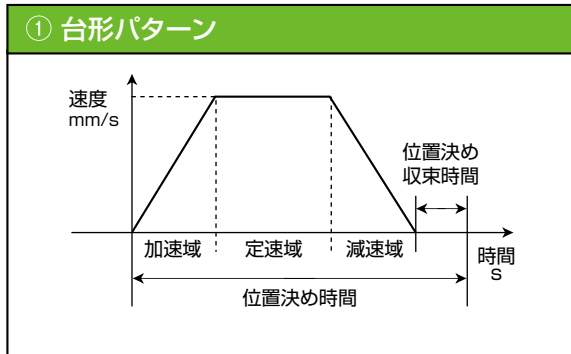 ① 台形パターン
速度
mm/s
位置決め
収束時間
加速域
定速域
減速域
時間
s
位置決め時間